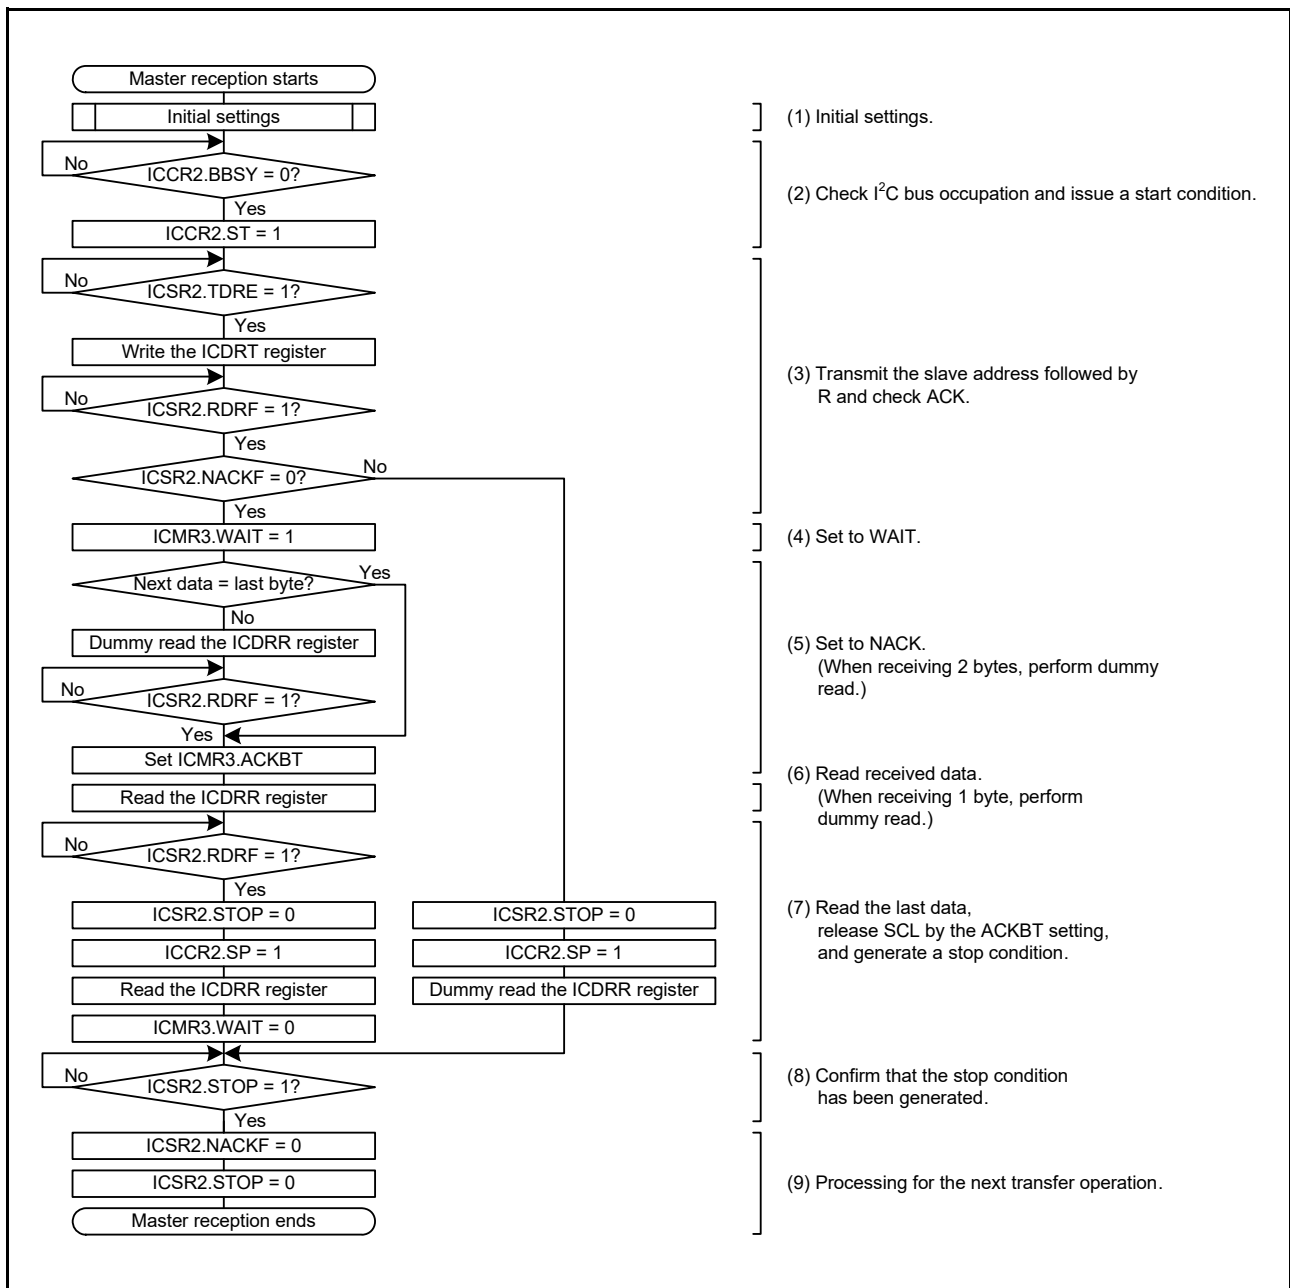 Master reception starts
Initial settings
(1) Initial settings.
No
ICCR2.BBSY = 0?
Yes
(2) Check I²C bus occupation and issue a start condition.
ICCR2.ST = 1
No
ICSR2.TDRE = 1?
Yes
Write the ICDRT register
No
ICSR2.RDRF = 1?
Yes
(3) Transmit the slave address followed by
R and check ACK.
ICSR2.NACKF = 0?
No
Yes
ICMR3.WAIT = 1
(4) Set to WAIT.
Next data = last byte?
Yes
No
Dummy read the ICDRR register
No
ICSR2.RDRF = 1?
Yes
(5) Set to NACK.
(When receiving 2 bytes, perform dummy
read.)
Set ICMR3.ACKBT
Read the ICDRR register
(6) Read received data.
(When receiving 1 byte, perform
dummy read.)
No
ICSR2.RDRF = 1?
Yes
ICSR2.STOP = 0
ICCR2.SP = 1
Read the ICDRR register
ICMR3.WAIT = 0
ICSR2.STOP = 0
ICCR2.SP = 1
Dummy read the ICDRR register
(7) Read the last data,
release SCL by the ACKBT setting,
and generate a stop condition.
No
ICSR2.STOP = 1?
Yes
(8) Confirm that the stop condition
has been generated.
ICSR2.NACKF = 0
ICSR2.STOP = 0
(9) Processing for the next transfer operation.
Master reception ends